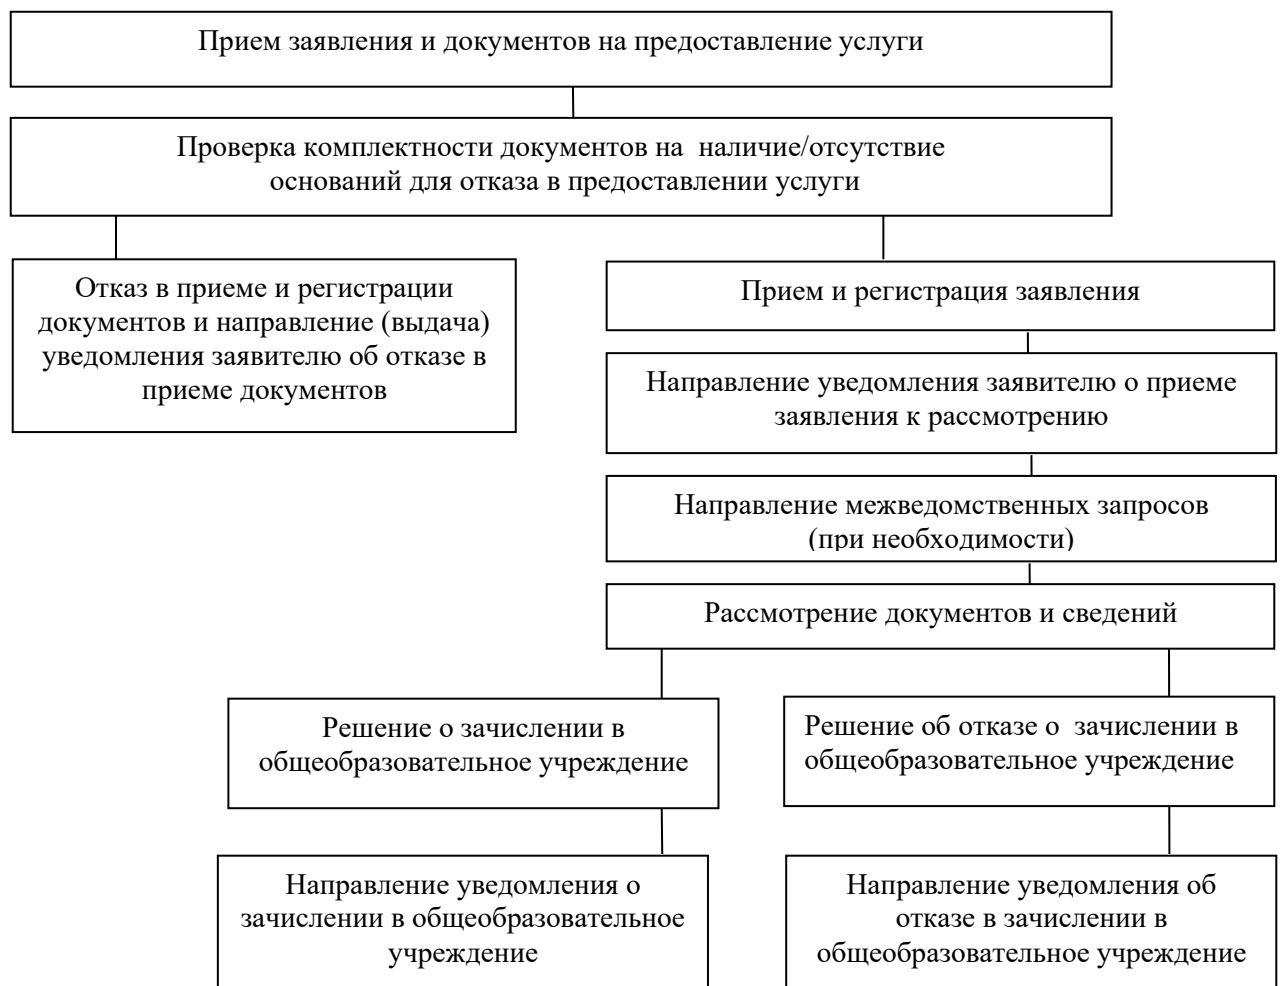 Прием заявления и документов на предоставление услуги
Проверка комплектности документов на  наличие/отсутствие
оснований для отказа в предоставлении услуги
Отказ в приеме и регистрации
документов и направление (выдача)
уведомления заявителю об отказе в
приеме документов
Прием и регистрация заявления
Направление уведомления заявителю о приеме
заявления к рассмотрению
Направление межведомственных запросов
(при необходимости)
Рассмотрение документов и сведений
Решение о зачислении в
общеобразовательное учреждение
Решение об отказе о  зачислении в
общеобразовательное учреждение
Направление уведомления о
зачислении в общеобразовательное
учреждение
Направление уведомления об
отказе в зачислении в
общеобразовательное учреждение